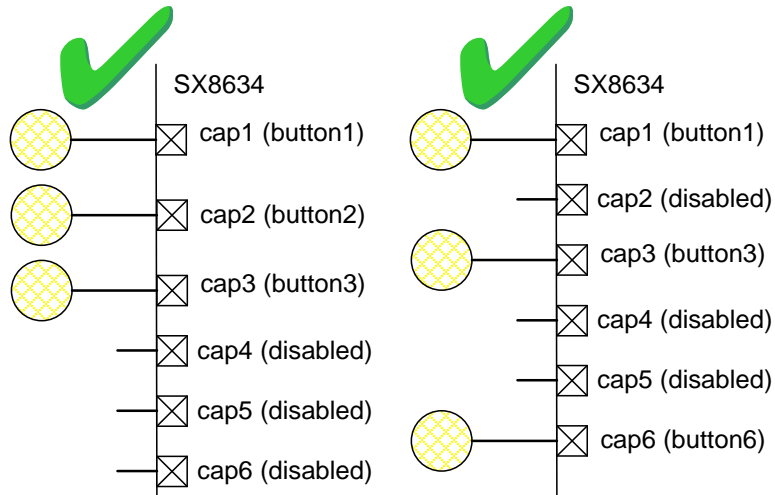 SX8634
cap1 (button1)
cap2 (button2)
cap3 (button3)
cap4 (disabled)
cap5 (disabled)
cap6 (disabled)
SX8634
cap1 (button1)
cap2 (disabled)
cap3 (button3)
cap4 (disabled)
cap5 (disabled)
cap6 (button6)